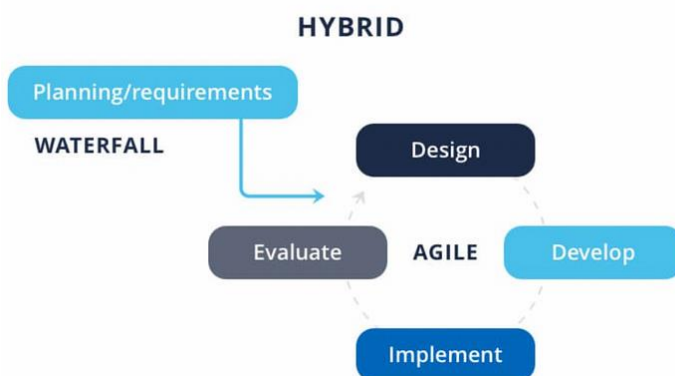 HYBRID
Planning/requirements
WATERFALL
Design
Evaluate
AGILE
Develop
Implement